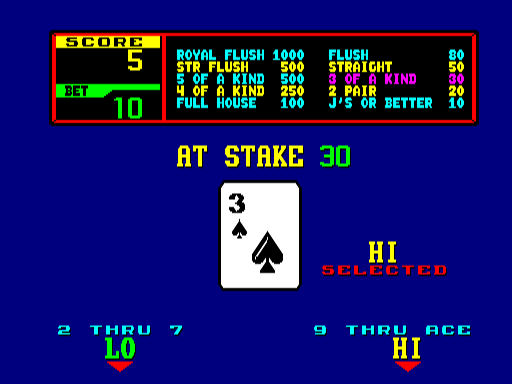 SCORE
5
BET
10
ROYAL FLUSH 1000
STR FLUSH 500
5 OF A KIND 500
4 OF A KIND 250
FULL HOUSE 100
FLUSH 80
STRAIGHT 50
3 OF A KIND 30
2 PAIR 20
J'S OR BETTER 10
AT STAKE 30
3
HI
SELECTED
2 THRU 7
LO
9 THRU ACE
HI